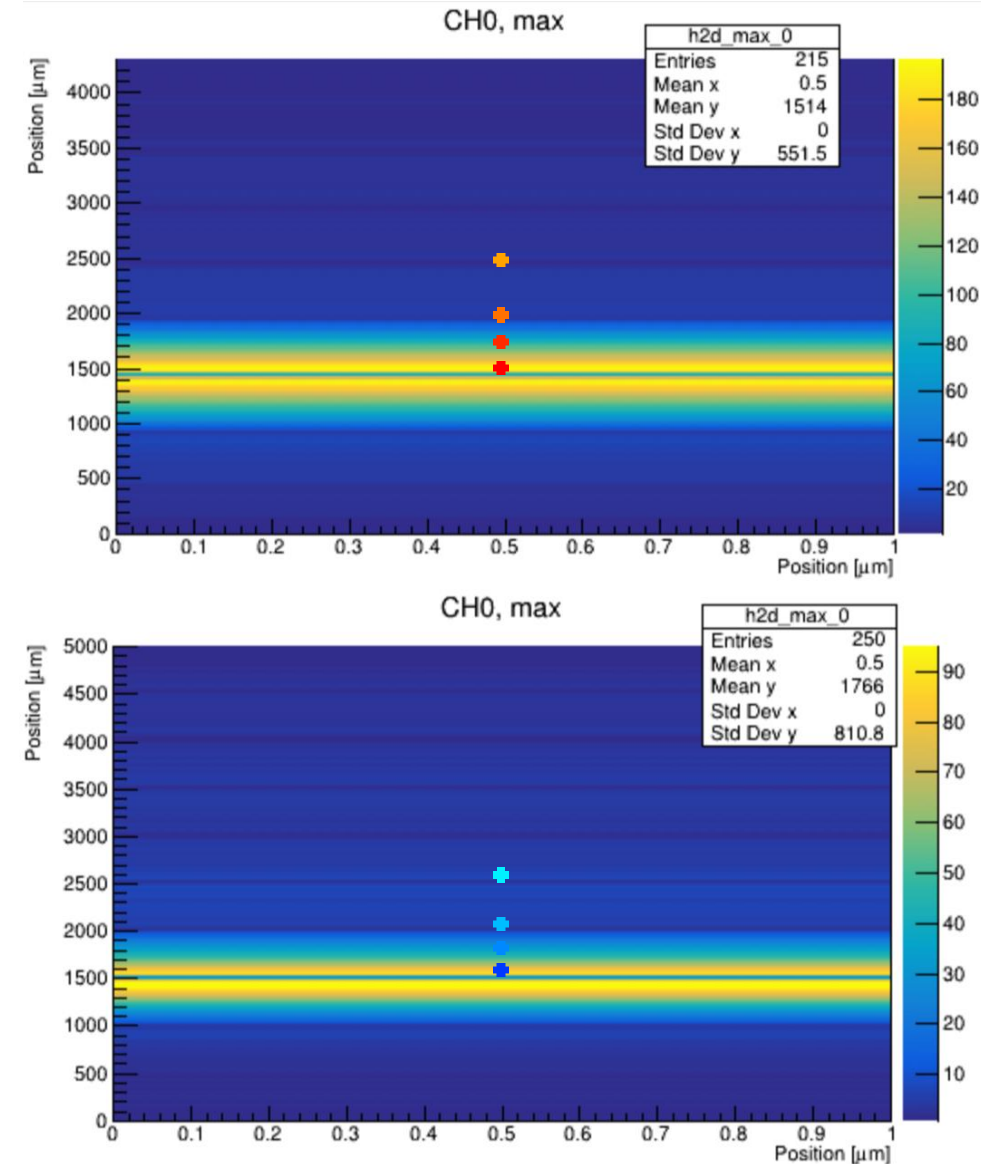 CH0, max
h2d_max_0
Entries 215
Mean x 0.5
Mean y 1514
Std Dev x 0
Std Dev y 551.5
Position [μm]
4000
3500
3000
2500
2000
1500
1000
500
0
180
160
140
120
100
80
60
40
20
0 0.1 0.2 0.3 0.4 0.5 0.6 0.7 0.8 0.9 1
Position [μm]
CH0, max
h2d_max_0
Entries 250
Mean x 0.5
Mean y 1766
Std Dev x 0
Std Dev y 810.8
Position [μm]
5000
4500
4000
3500
3000
2500
2000
1500
1000
500
0
90
80
70
60
50
40
30
20
10
0 0.1 0.2 0.3 0.4 0.5 0.6 0.7 0.8 0.9 1
Position [μm]